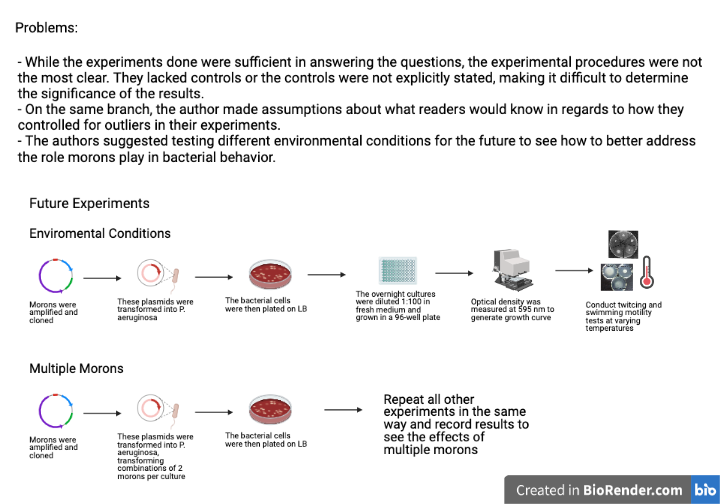 Problems:
- While the experiments done were sufficient in answering the questions, the experimental procedures were not
the most clear. They lacked controls or the controls were not explicitly stated, making it difficult to determine
the significance of the results.
- On the same branch, the author made assumptions about what readers would know in regards to how they
controlled for outliers in their experiments.
- The authors suggested testing different environmental conditions for the future to see how to better address
the role morons play in bacterial behavior.
Future Experiments
Enviromental Conditions
Morons were
amplified and
cloned
These plasmids were
transformed into P.
aeruginosa
The bacterial cells
were then plated on LB
The overnight cultures
were diluted 1:100 in
fresh medium and
grown in a 96-well plate
Optical density was
measured at 595 nm to
generate growth curve
Conduct twitcing and
swimming motility
tests at varying
temperatures
Multiple Morons
Morons were
amplified and
cloned
These plasmids were
transformed into P.
aeruginosa,
transforming
combinations of 2
morons per culture
The bacterial cells
were then plated on LB
Repeat all other
experiments in the same
way and record results to
see the effects of
multiple morons
Created in BioRender.com bio